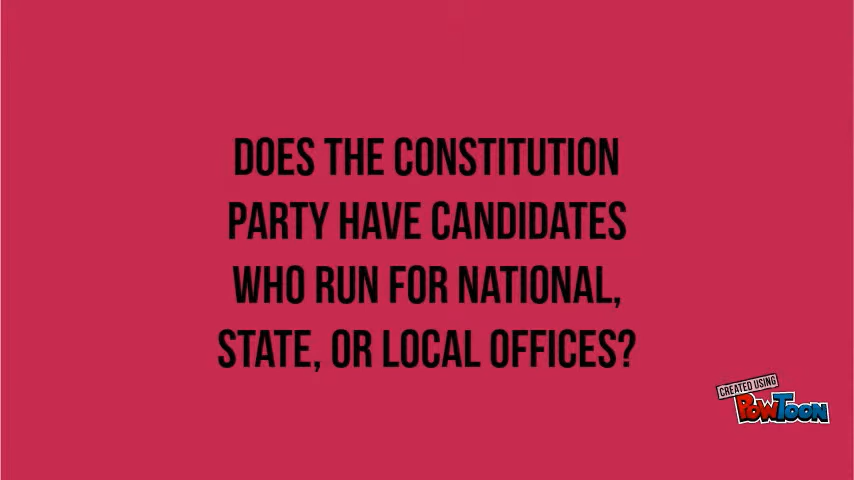 DOES THE CONSTITUTION
PARTY HAVE CANDIDATES
WHO RUN FOR NATIONAL,
STATE, OR LOCAL OFFICES?
CREATED USING
POWTOON